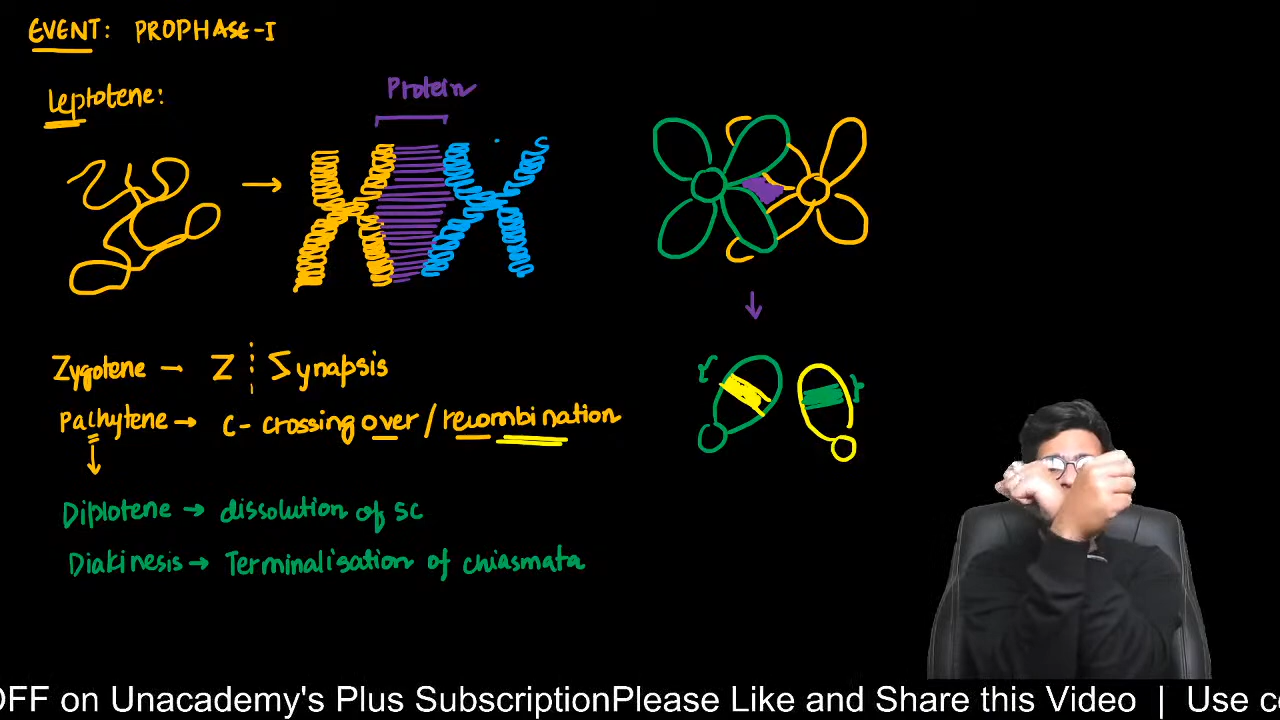 EVENT: PROPHASE-I
Leptotene:
Protein
Zygotene - Z Synapsis
Pachytene → C- crossing over / recombination
Diplotene → dissolution of SC
Diakinesis → Terminalisation of chiasmata
OFF on Unacademy's Plus SubscriptionPlease Like and Share this Video | Use c